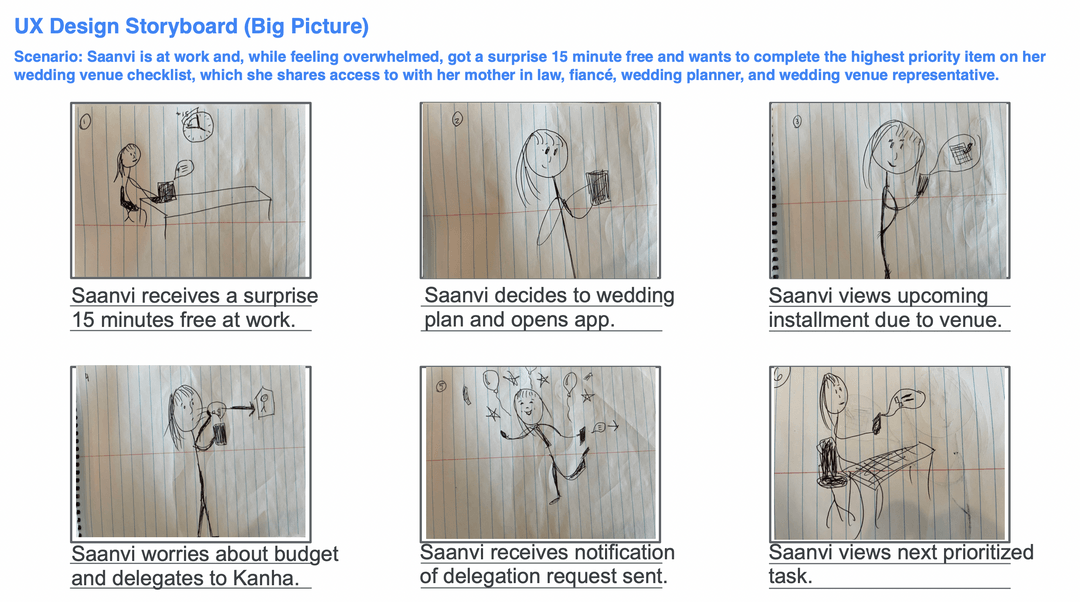 UX Design Storyboard (Big Picture)
Scenario: Saanvi is at work and, while feeling overwhelmed, got a surprise 15 minute free and wants to complete the highest priority item on her
wedding venue checklist, which she shares access to with her mother in law, fiancé, wedding planner, and wedding venue representative.
1
2
3
Saanvi receives a surprise
15 minutes free at work.
Saanvi decides to wedding
plan and opens app.
Saanvi views upcoming
installment due to venue.
4
5
6
Saanvi worries about budget
and delegates to Kanha.
Saanvi receives notification
of delegation request sent.
Saanvi views next prioritized
task.